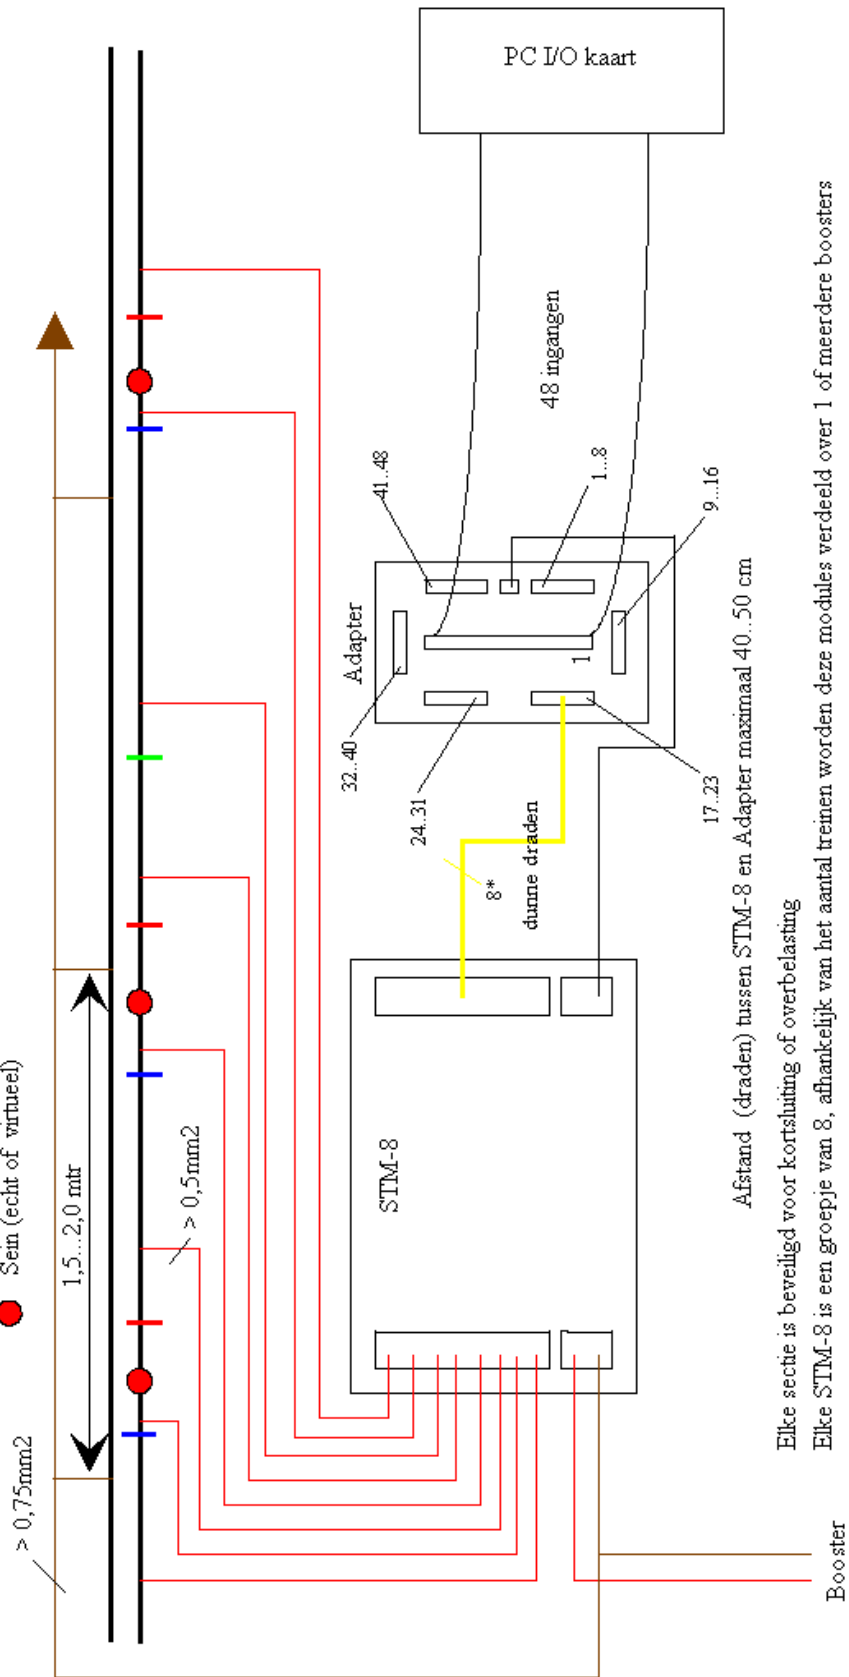 PC I/O kaart
48 ingangen
41..48
1..8
9..16
Adapter
1
32..40
24..31
17..23
8*
dunne draden
Sein (echt of virtueel)
1,5...2,0 mtr
> 0,5mm2
> 0,75mm2
STM-8
Afstand (draden) tussen STM-8 en Adapter maximaal 40..50 cm
Elke sectie is beveiligd voor kortsluiting of overbelasting
Elke STM-8 is een groepje van 8, afhankelijk van het aantal treinen worden deze modules verdeeld over 1 of meerdere boosters
Booster